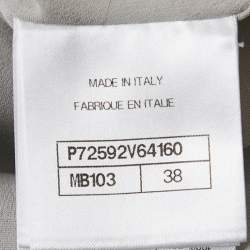 MADE IN ITALY
FABRIQUE EN ITALIE
P72592V64160
MB103 38